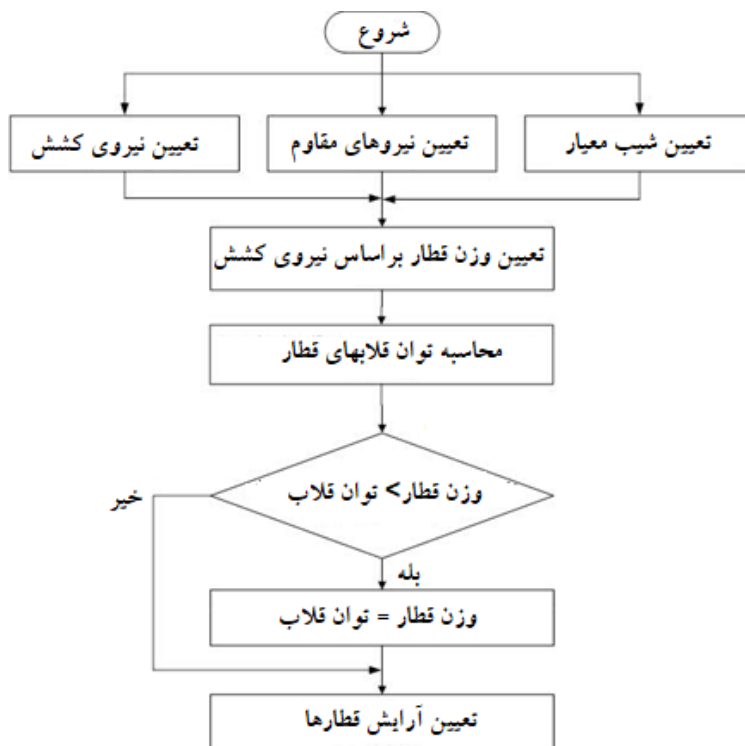 شروع
تعیین شیب معیار
تعیین نیروهای مقاوم
تعیین نیروی کشش
تعیین وزن قطار براساس نیروی کشش
محاسبه توان قلابهای قطار
وزن قطار> توان قلاب
خیر
بله
وزن قطار = توان قلاب
تعیین آرایش قطارها